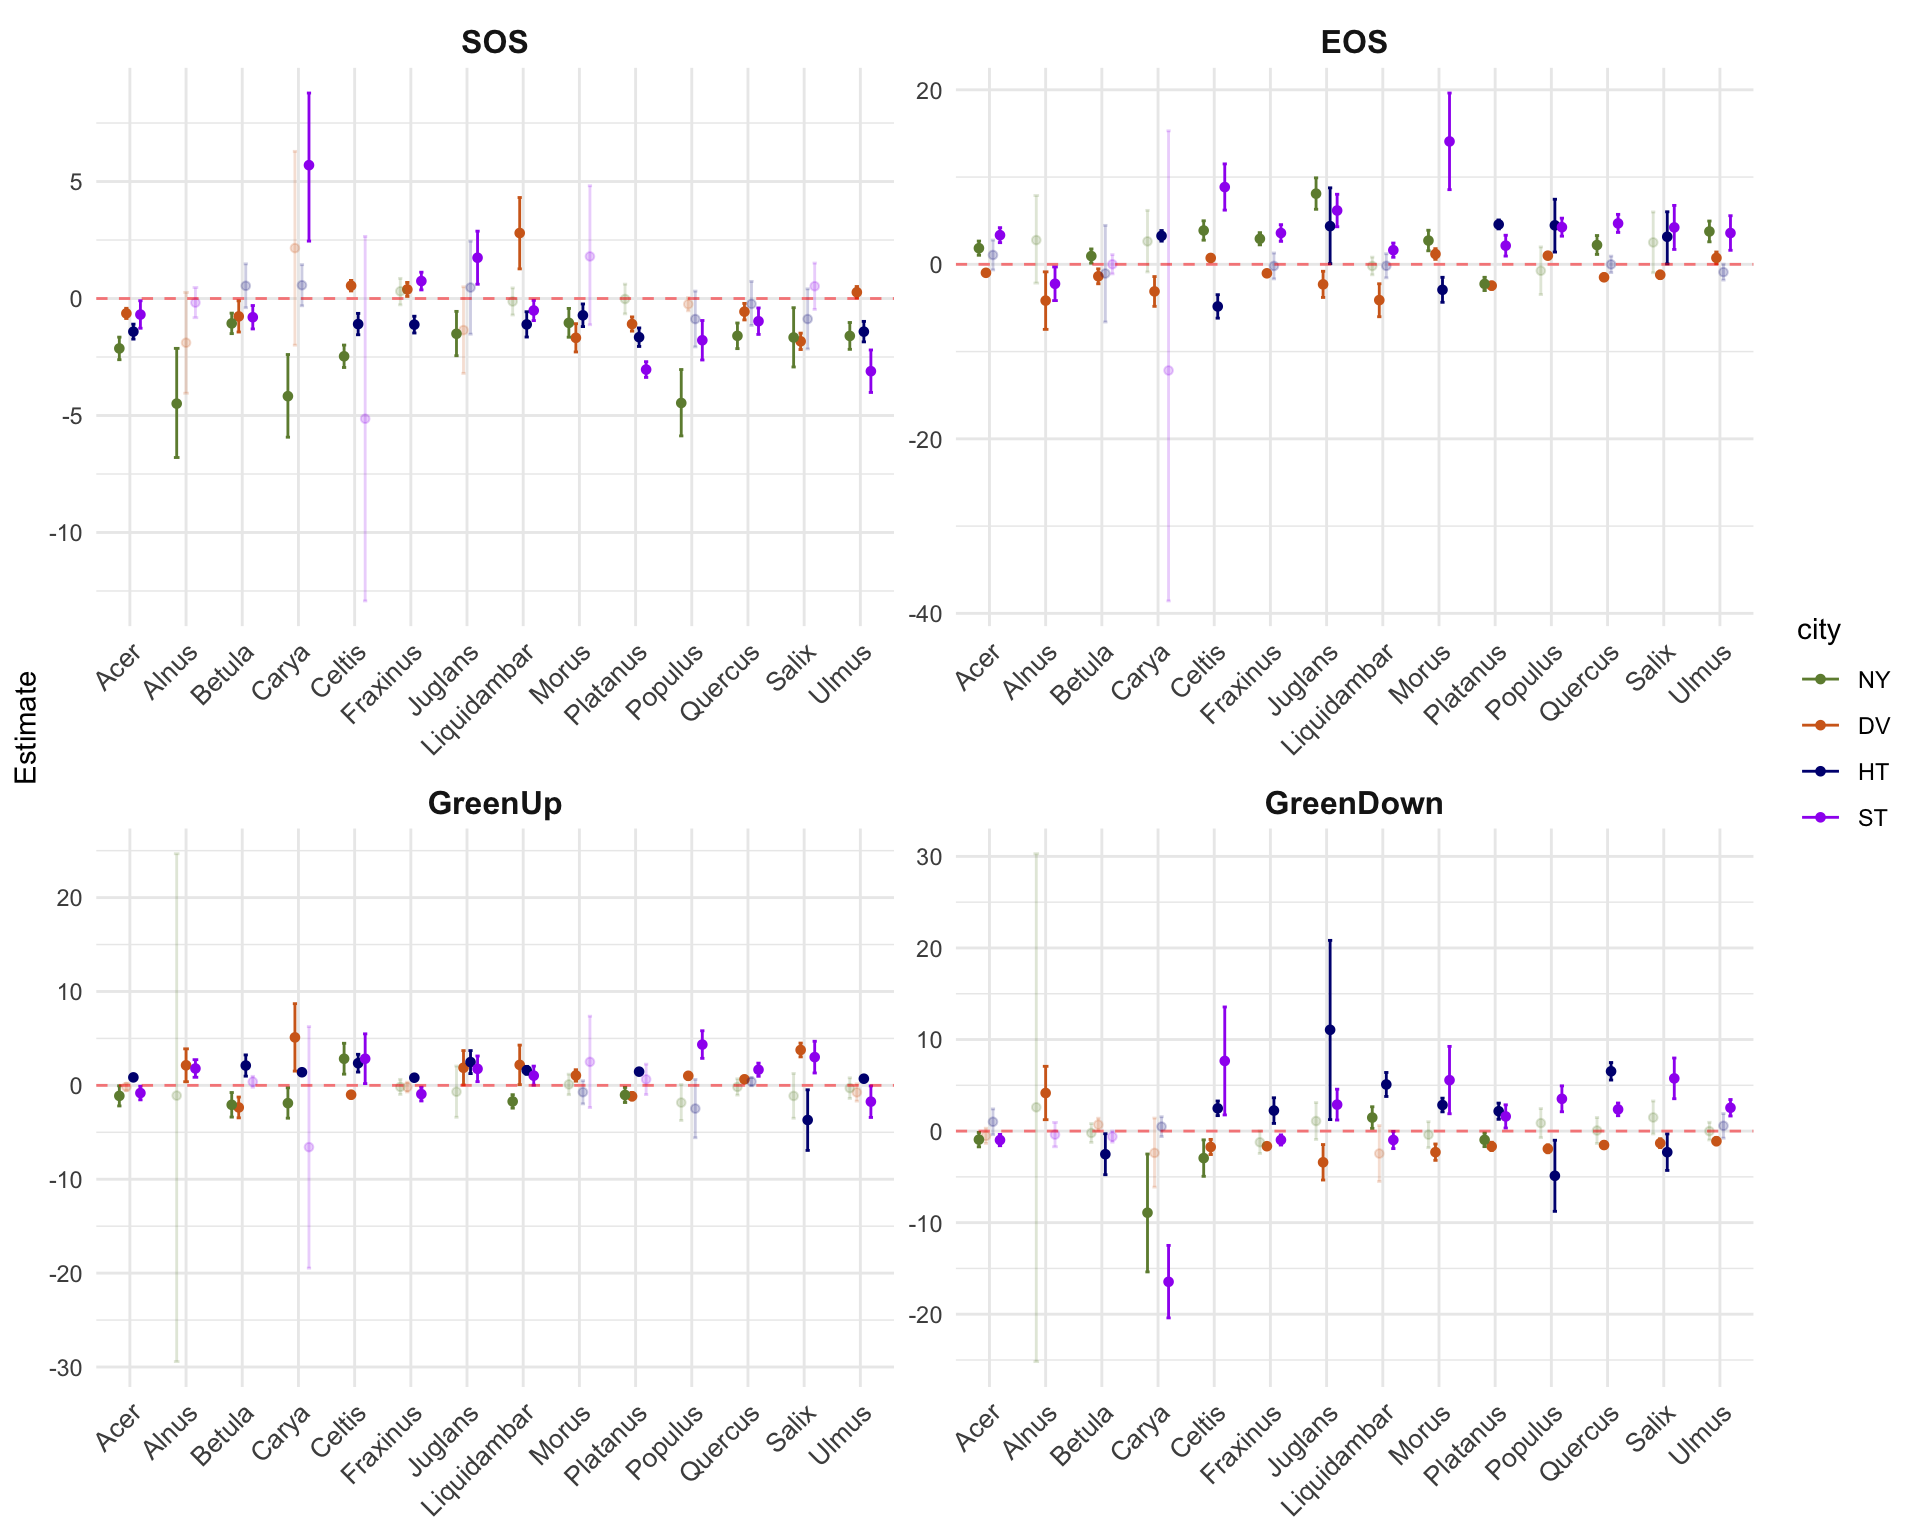 SOS
EOS
5
0
-5
-10
20
0
-20
-40
Acer
Alnus
Betula
Carya
Celtis
Fraxinus
Juglans
Liquidambar
Morus
Platanus
Populus
Quercus
Salix
Ulmus
Acer
Alnus
Betula
Carya
Celtis
Fraxinus
Juglans
Liquidambar
Morus
Platanus
Populus
Quercus
Salix
Ulmus
Estimate
city
NY
DV
HT
ST
GreenUp
GreenDown
20
10
0
-10
-20
-30
30
20
10
0
-10
-20
Acer
Alnus
Betula
Carya
Celtis
Fraxinus
Juglans
Liquidambar
Morus
Platanus
Populus
Quercus
Salix
Ulmus
Acer
Alnus
Betula
Carya
Celtis
Fraxinus
Juglans
Liquidambar
Morus
Platanus
Populus
Quercus
Salix
Ulmus